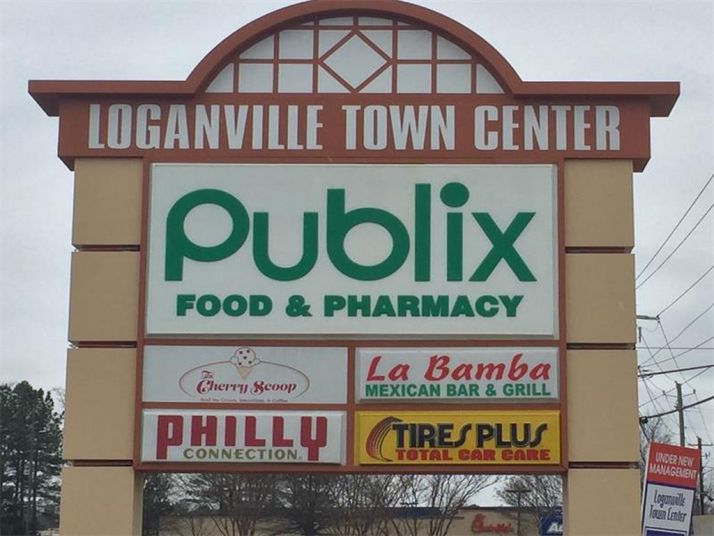 LOGANVILLE TOWN CENTER
Publix
FOOD & PHARMACY
The
Cherry Scoop
La Bamba
MEXICAN BAR & GRILL
PHILLY
CONNECTION
TIRES PLUS
TOTAL CAR CARE
UNDER NEW
MANAGEMENT
Loganville
Town Center